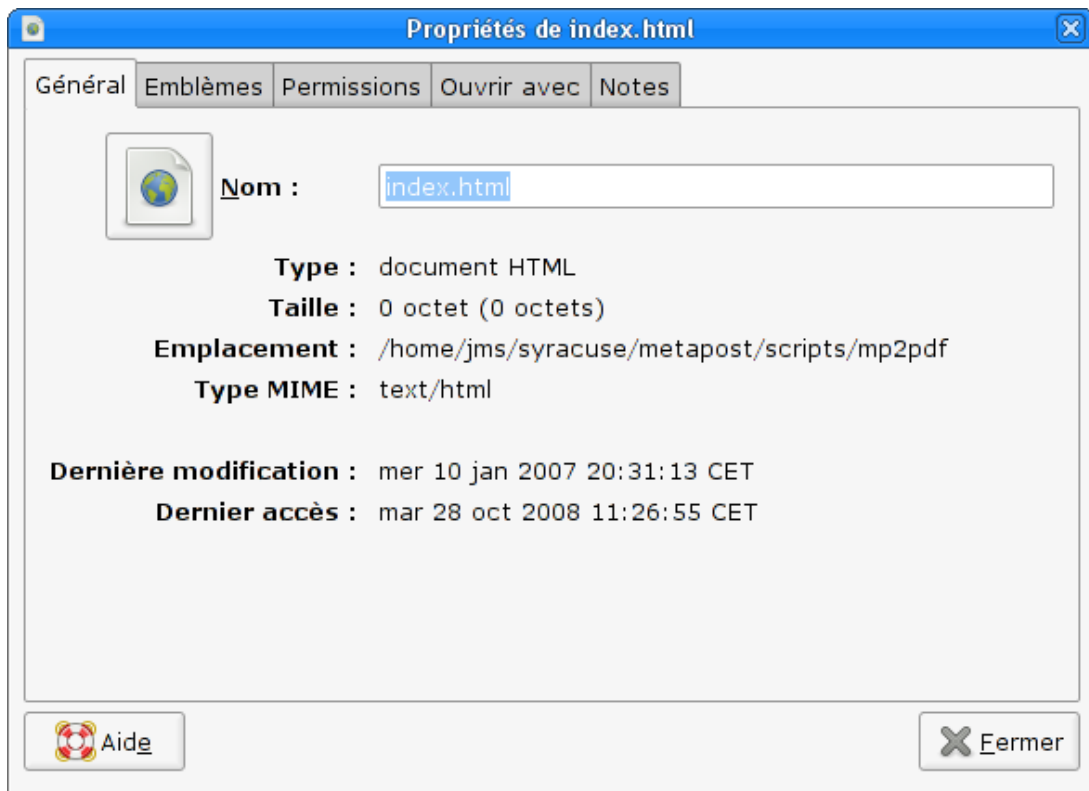 Propriétés de index.html
Général Emblèmes Permissions Ouvrir avec Notes
Nom : index.html
Type : document HTML
Taille : 0 octet (0 octets)
Emplacement : /home/jms/syracuse/metapost/scripts/mp2pdf
Type MIME : text/html
Dernière modification : mer 10 jan 2007 20:31:13 CET
Dernier accès : mar 28 oct 2008 11:26:55 CET
Aide Fermer